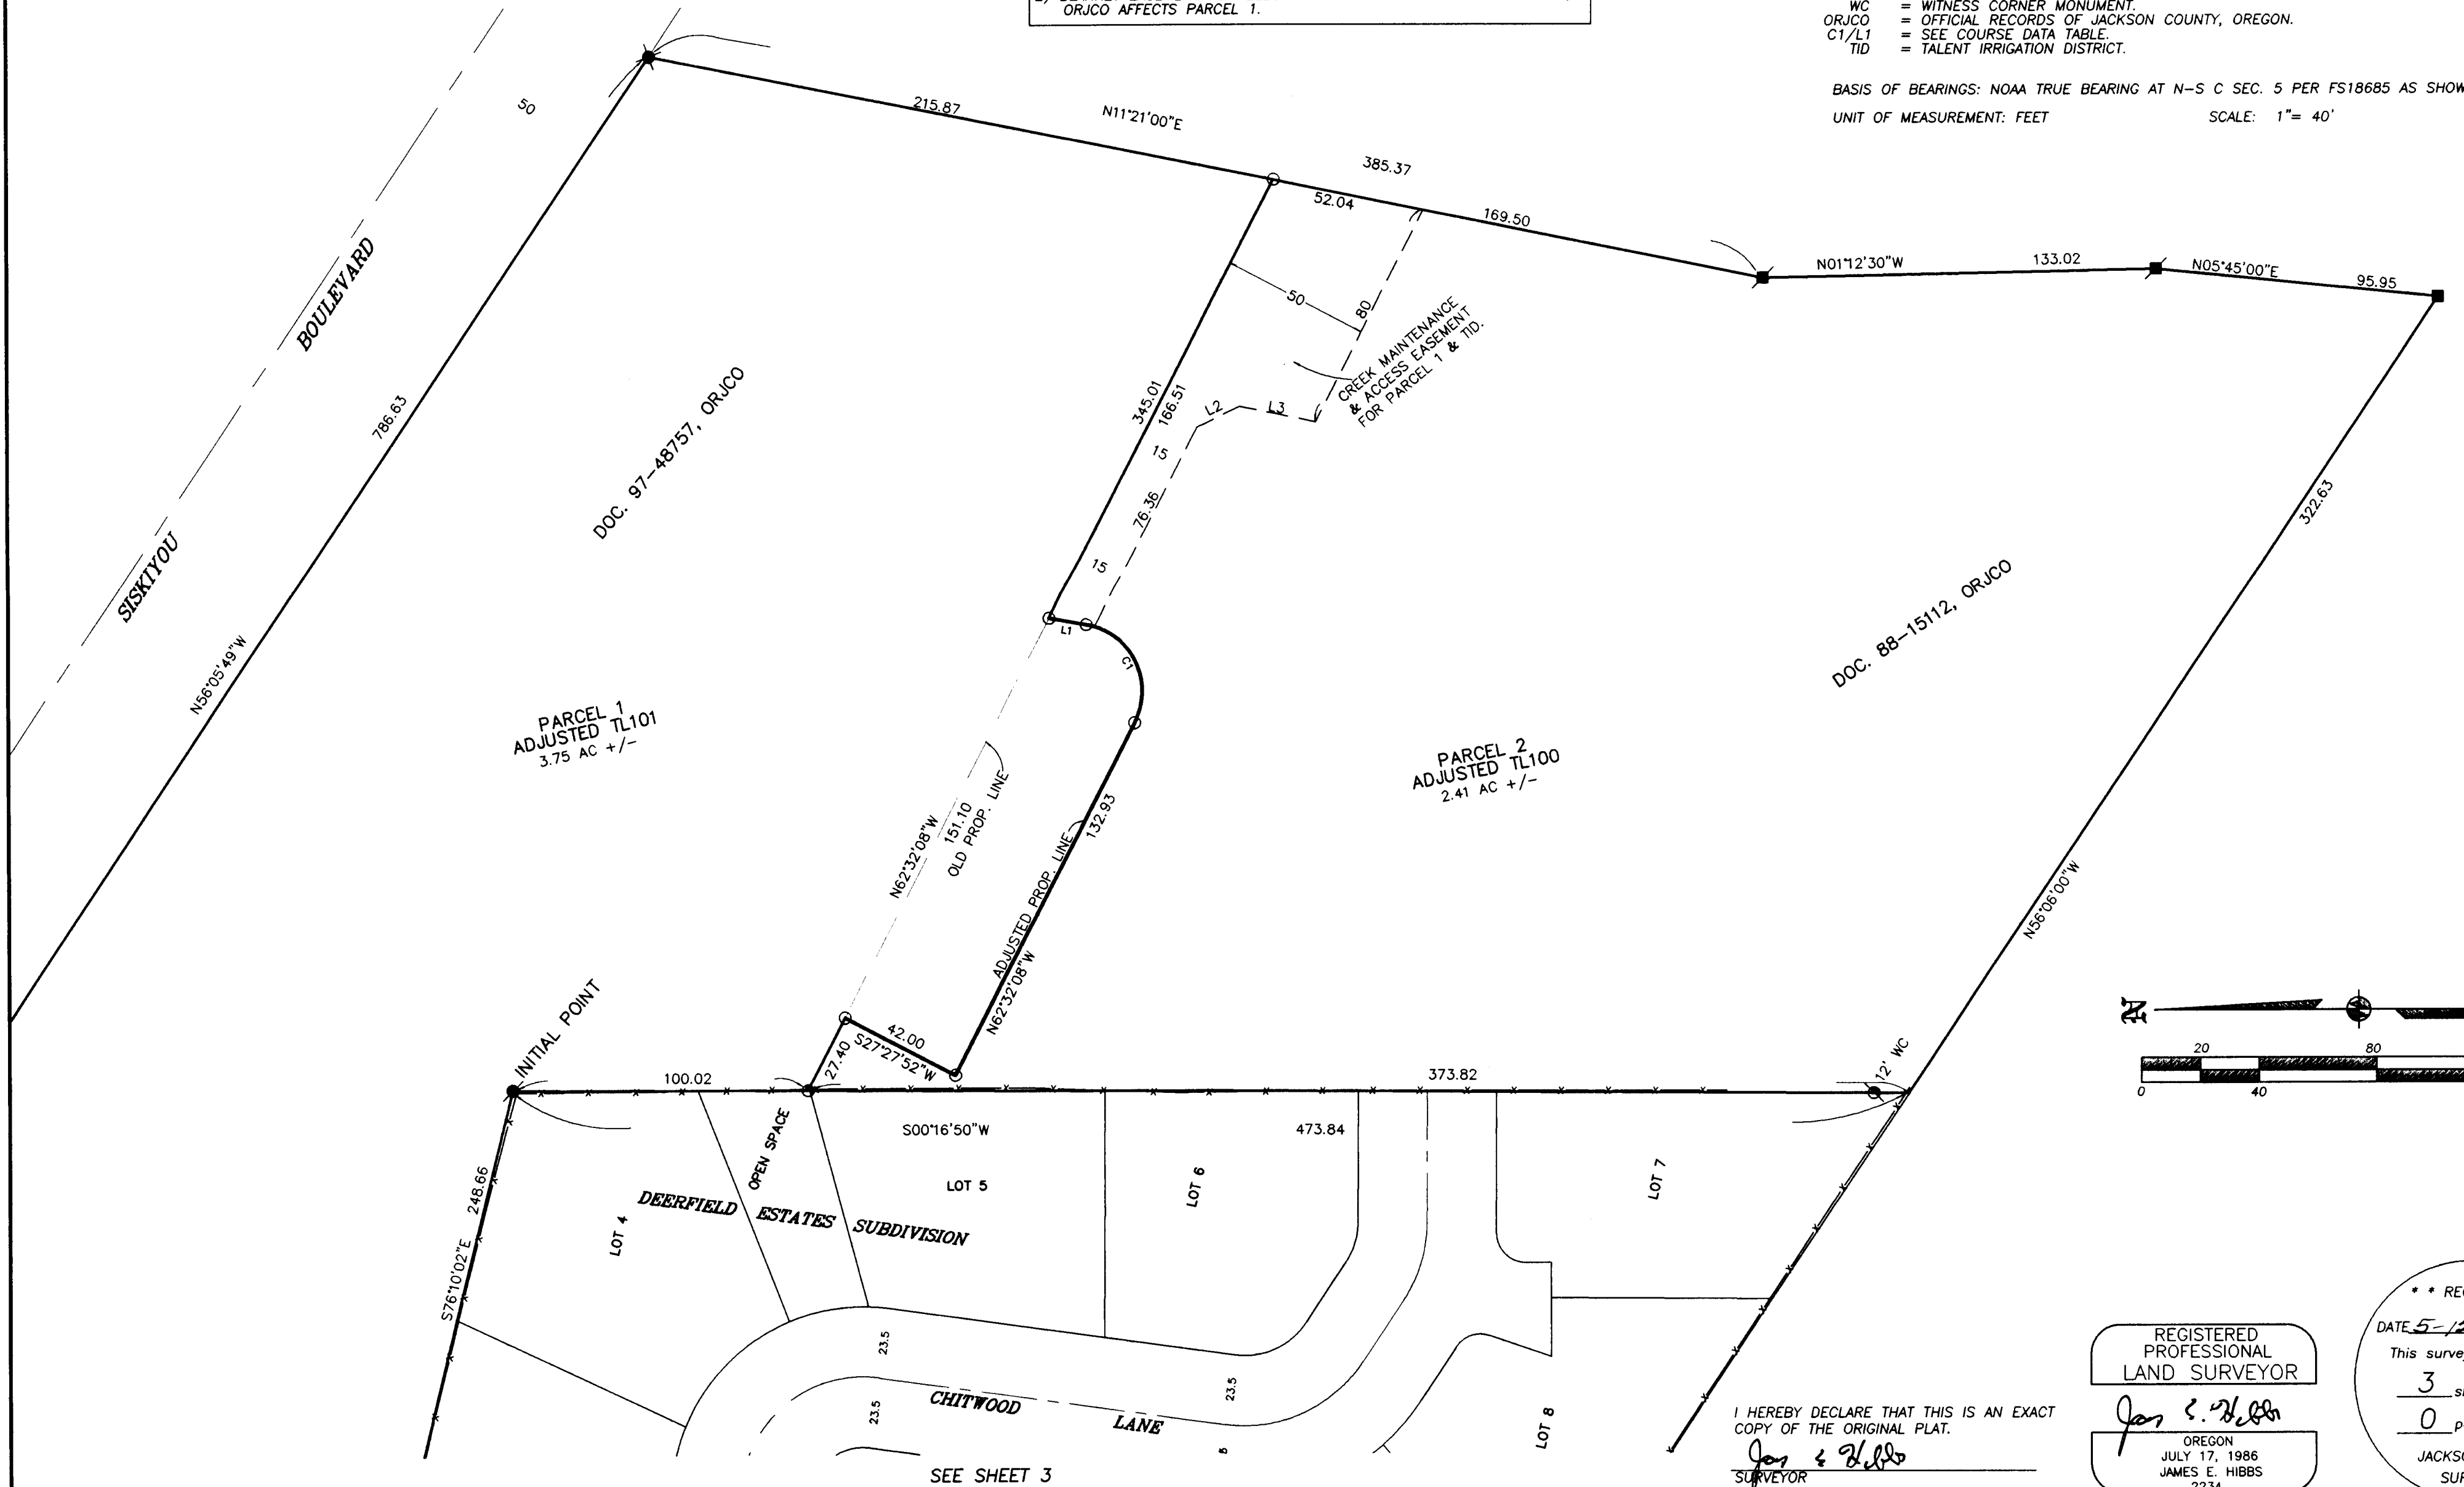 ORJCO AFFECTS PARCEL 1.
WC = WITNESS CORNER MONUMENT.
ORJCO = OFFICIAL RECORDS OF JACKSON COUNTY, OREGON.
C1/L1 = SEE COURSE DATA TABLE.
TID = TALENT IRRIGATION DISTRICT.
BASIS OF BEARINGS: NOAA TRUE BEARING AT N-S C SEC. 5 PER FS18685 AS SHOW
UNIT OF MEASUREMENT: FEET
SCALE: 1"= 40'
50
215.87
N11°21'00"E
385.37
52.04
169.50
N01°12'30"W
133.02
N05°45'00"E
95.95
SISKIYOU BOULEVARD
786.63
N56°05'49"W
DOC. 97-48757, ORJCO
50
80
CREEK MAINTENANCE
& ACCESS EASEMENT
FOR PARCEL 1 & TID.
345.01
166.51
L2
L3
15
76.36
15
L1
C1
322.63
DOC. 88-15112, ORJCO
PARCEL 1
ADJUSTED TL101
3.75 AC +/-
PARCEL 2
ADJUSTED TL100
2.41 AC +/-
N62°32'08"W
151.10
OLD PROP. LINE
132.93
ADJUSTED PROP. LINE
N62°32'08"W
N56°06'00"W
INITIAL POINT
42.00
S27°27'52"W
27.40
100.02
373.82
12' WC
N
20
80
0
40
OPEN SPACE
S00°16'50"W
473.84
LOT 5
LOT 6
LOT 7
248.66
S76°10'02"E
LOT 4
DEERFIELD ESTATES SUBDIVISION
23.5
23.5
23.5
CHITWOOD LANE
LOT 8
SEE SHEET 3
I HEREBY DECLARE THAT THIS IS AN EXACT
COPY OF THE ORIGINAL PLAT.
SURVEYOR
REGISTERED
PROFESSIONAL
LAND SURVEYOR
OREGON
JULY 17, 1986
JAMES E. HIBBS
2234
* * RE
DATE 5-12
This surve
3 s
0 p
JACKS
SUR